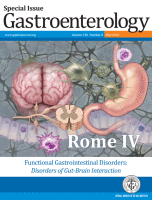 Special Issue
Gastroenterology
Rome IV
Functional Gastrointestinal Disorders:
Disorders of Gut-Brain Interaction